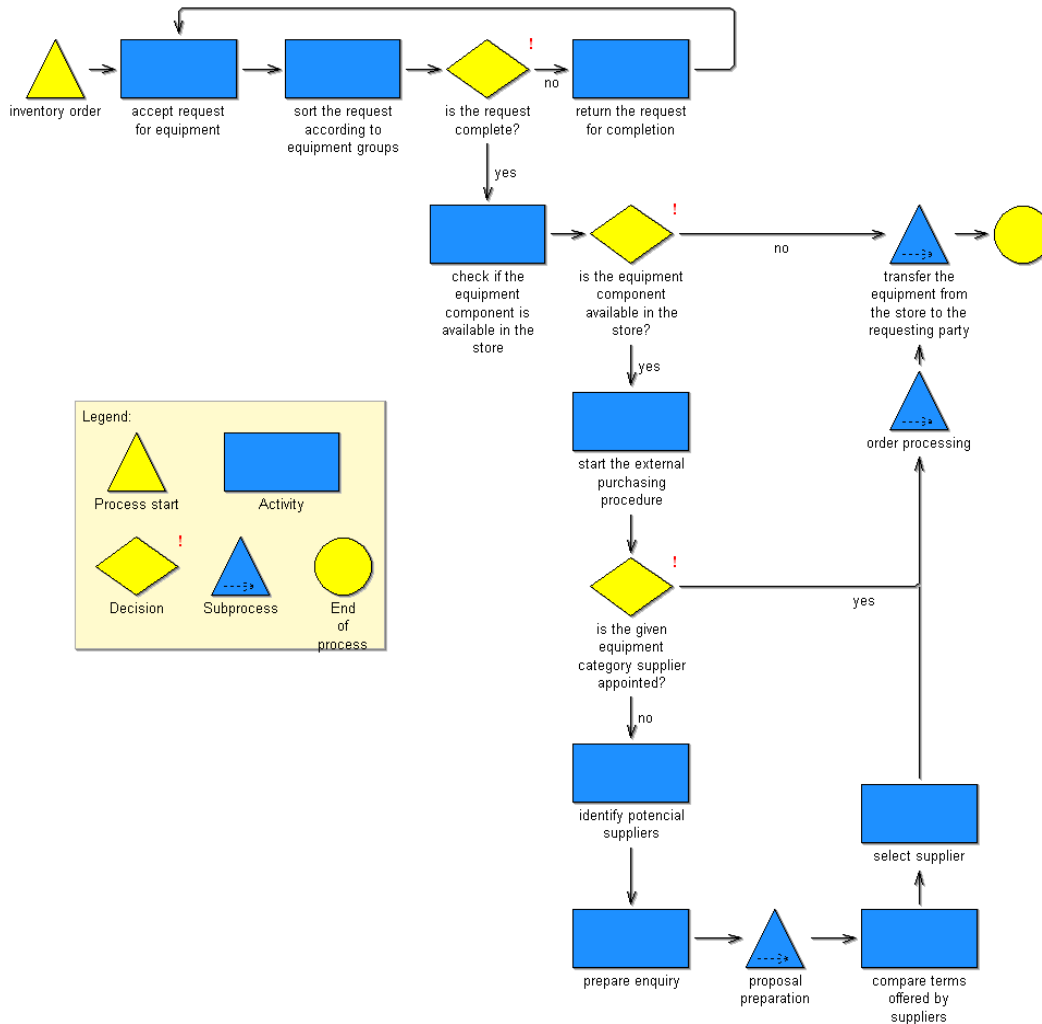 !
inventory order
accept request
for equipment
sort the request
according to
equipment groups
is the request
complete?
no
return the request
for completion
yes
!
check if the
equipment
component is
available in the
store
is the equipment
component
available in the
store?
no
transfer the
equipment from
the store to the
requesting party
yes
order processing
start the external
purchasing
procedure
Legend:
Process start
Activity
!
Decision
Subprocess
End
of
process
!
is the given
equipment
category supplier
appointed?
yes
no
identify potencial
suppliers
select supplier
prepare enquiry
proposal
preparation
compare terms
offered by
suppliers